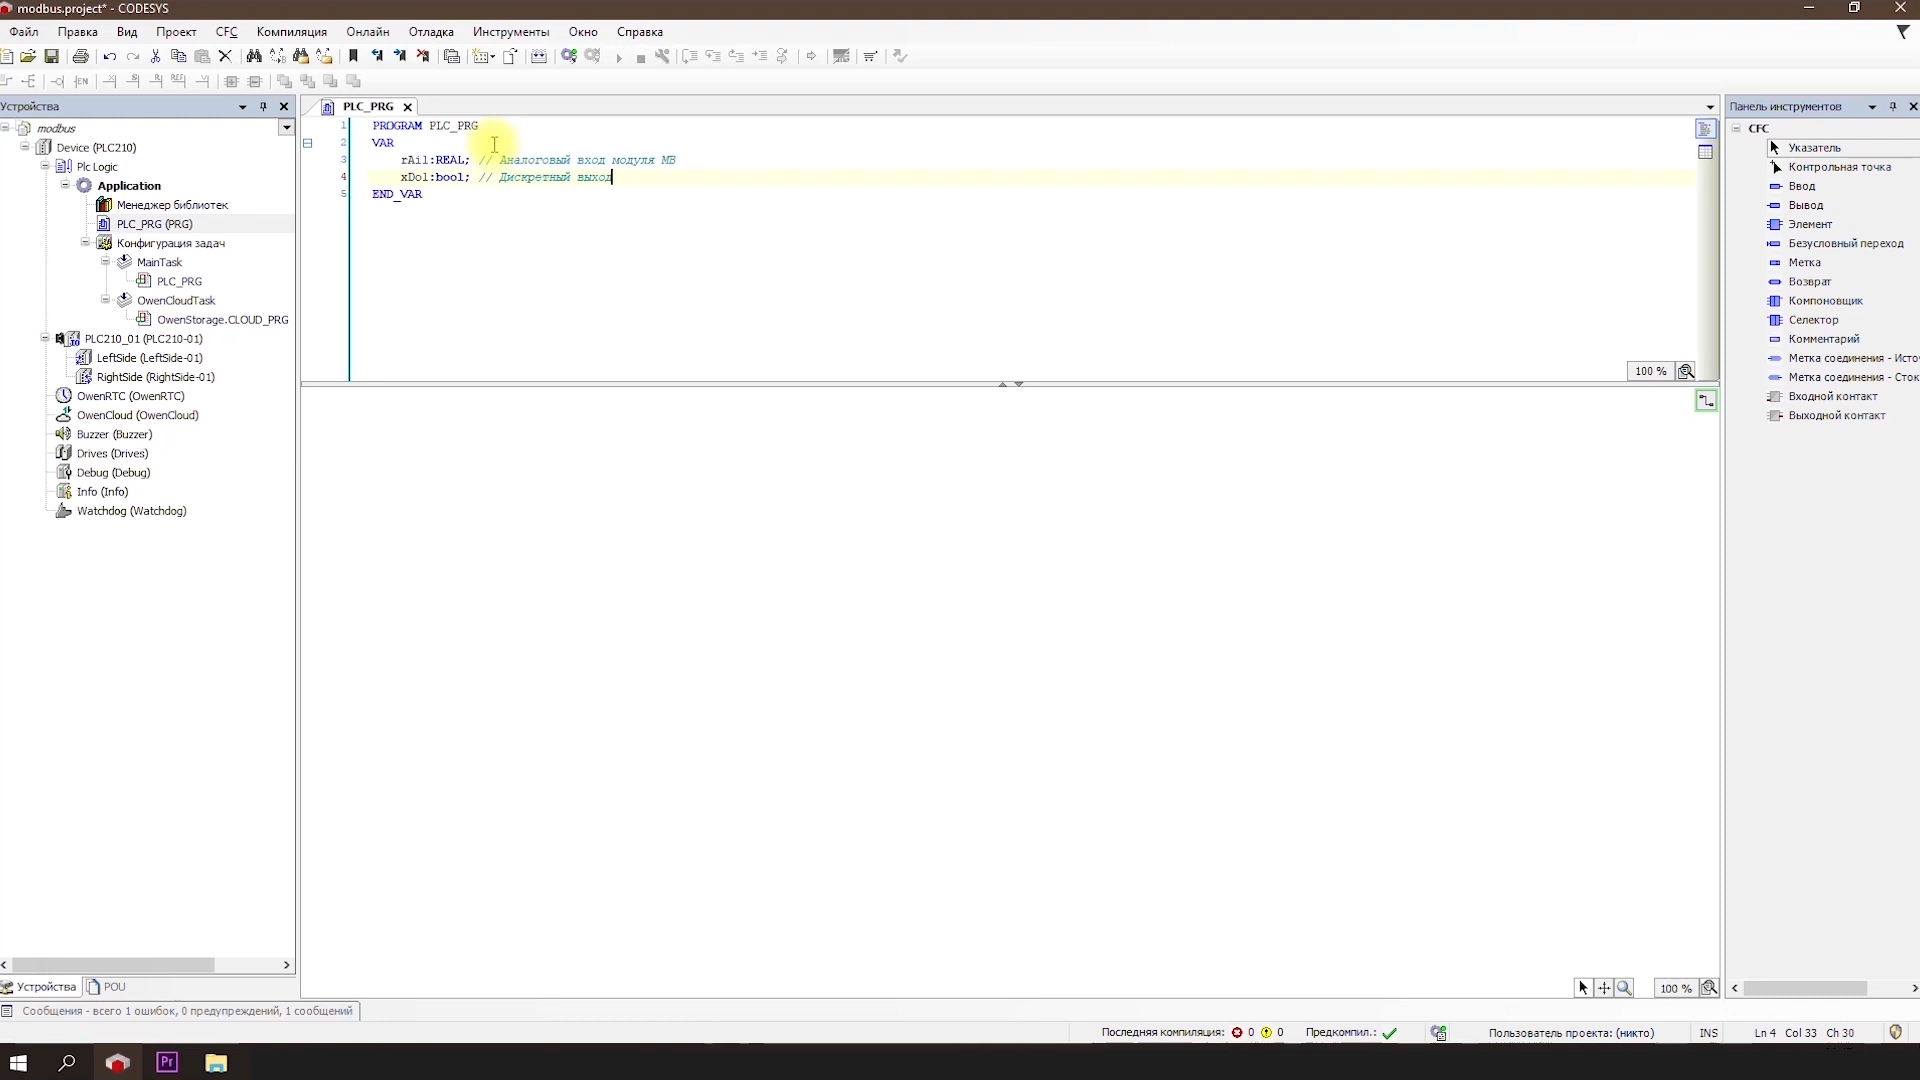 modbus.project* - CODESYS
Файл Правка Вид Проект CFC Компиляция Онлайн Отладка Инструменты Окно Справка
Устройства
modbus
Device (PLC210)
Plc Logic
Application
Менеджер библиотек
PLC_PRG (PRG)
Конфигурация задач
MainTask
PLC_PRG
OwenCloudTask
OwenStorage.CLOUD_PRG
PLC210_01 (PLC210-01)
LeftSide (LeftSide-01)
RightSide (RightSide-01)
OwenRTC (OwenRTC)
OwenCloud (OwenCloud)
Buzzer (Buzzer)
Drives (Drives)
Debug (Debug)
Info (Info)
Watchdog (Watchdog)
Устройства POU
PLC_PRG
1 PROGRAM PLC_PRG
2 VAR
3 rAi1:REAL; // Аналоговый вход модуля МВ
4 xDo1:bool; // Дискретный выход
5 END_VAR
100 %
100 %
Панель инструментов
CFC
Указатель
Контрольная точка
Ввод
Вывод
Элемент
Безусловный переход
Метка
Возврат
Компоновщик
Селектор
Комментарий
Метка соединения - Исто
Метка соединения - Сток
Входной контакт
Выходной контакт
Сообщения - всего 1 ошибок, 0 предупреждений, 1 сообщений
Последняя компиляция: 0 0 Предкомпил.: Пользователь проекта: (никто) INS Ln 4 Col 33 Ch 30
Pr